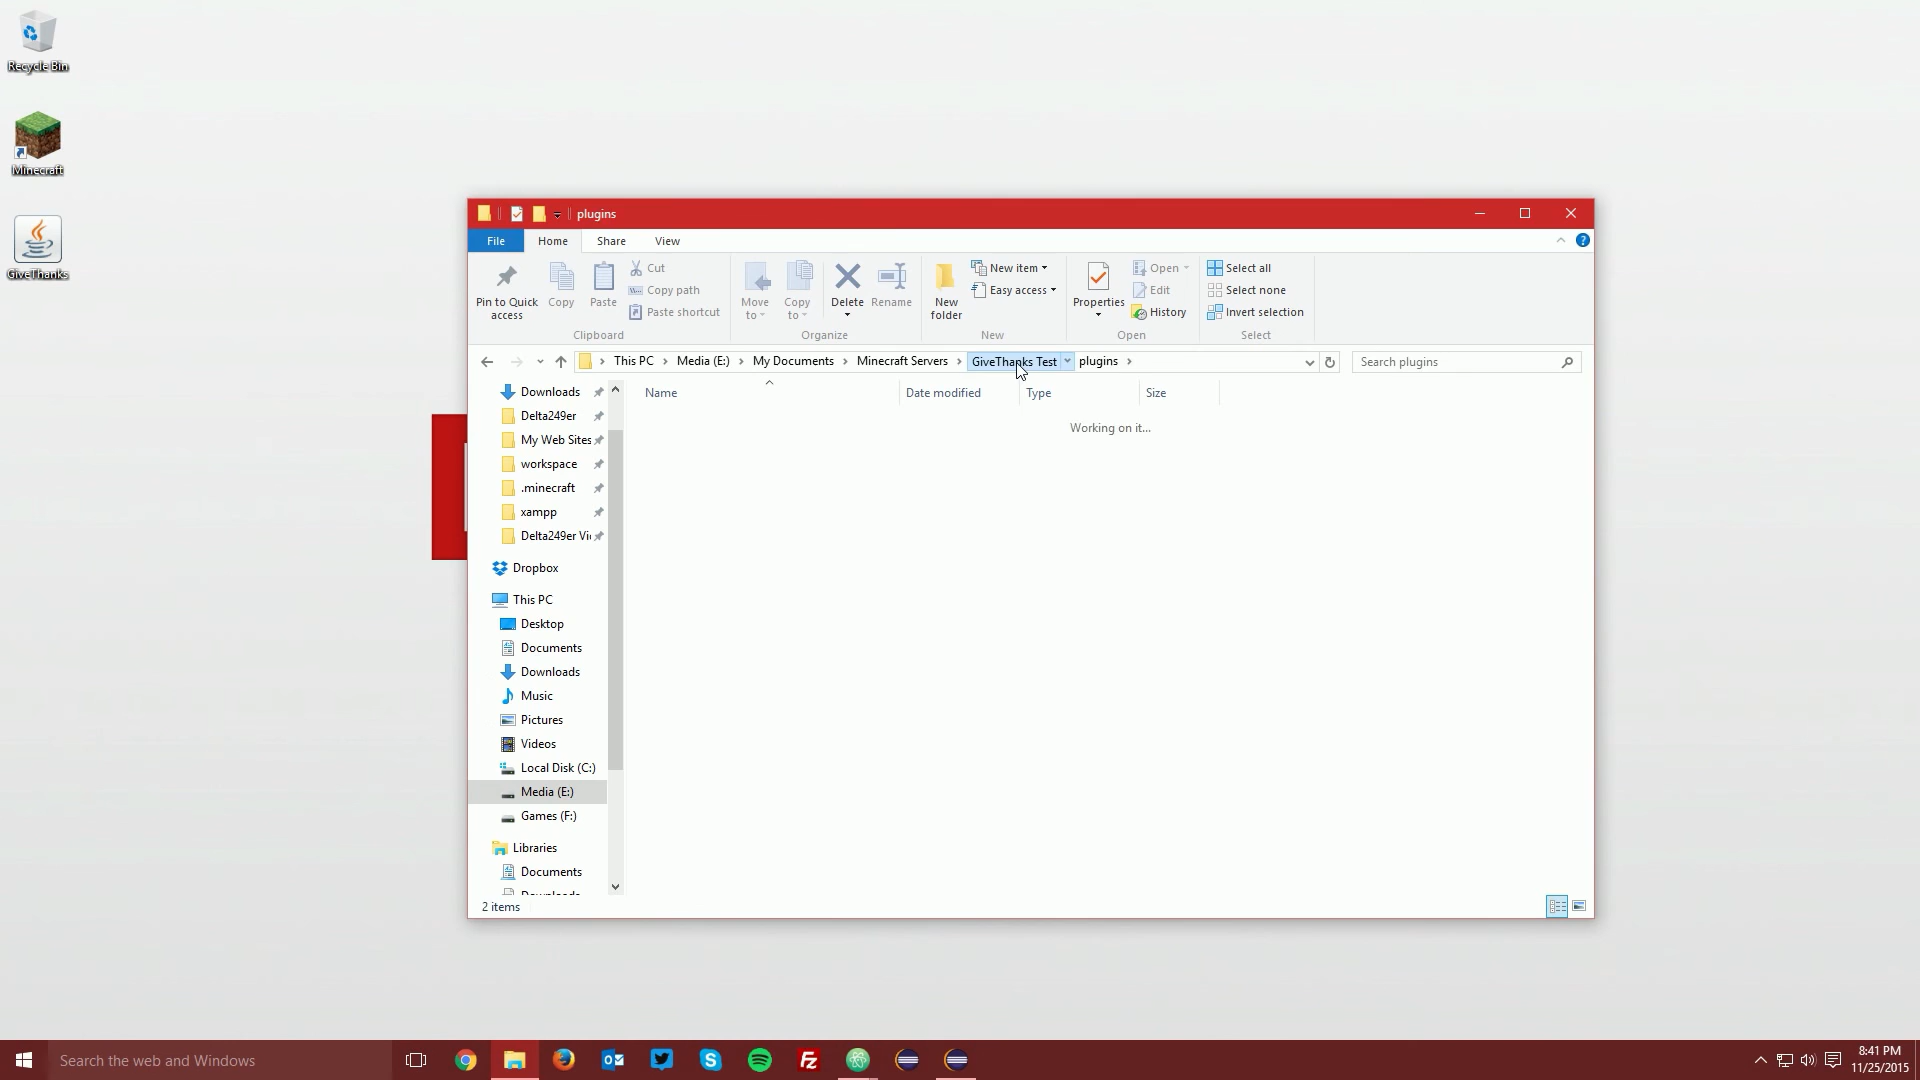 Recycle Bin
Minecraft
GiveThanks
plugins
File Home Share View
Pin to Quick access
Copy
Paste
Cut
Copy path
Paste shortcut
Clipboard
Move to
Copy to
Delete
Rename
Organize
New folder
New item
Easy access
New
Properties
Open
Edit
History
Open
Select all
Select none
Invert selection
Select
This PC Media (E:) My Documents Minecraft Servers GiveThanks Test plugins
Search plugins
Name Date modified Type Size
Working on it...
Downloads
Delta249er
My Web Sites
workspace
.minecraft
xampp
Delta249er Vi
Dropbox
This PC
Desktop
Documents
Downloads
Music
Pictures
Videos
Local Disk (C:)
Media (E:)
Games (F:)
Libraries
Documents
2 items
Search the web and Windows
8:41 PM
11/25/2015